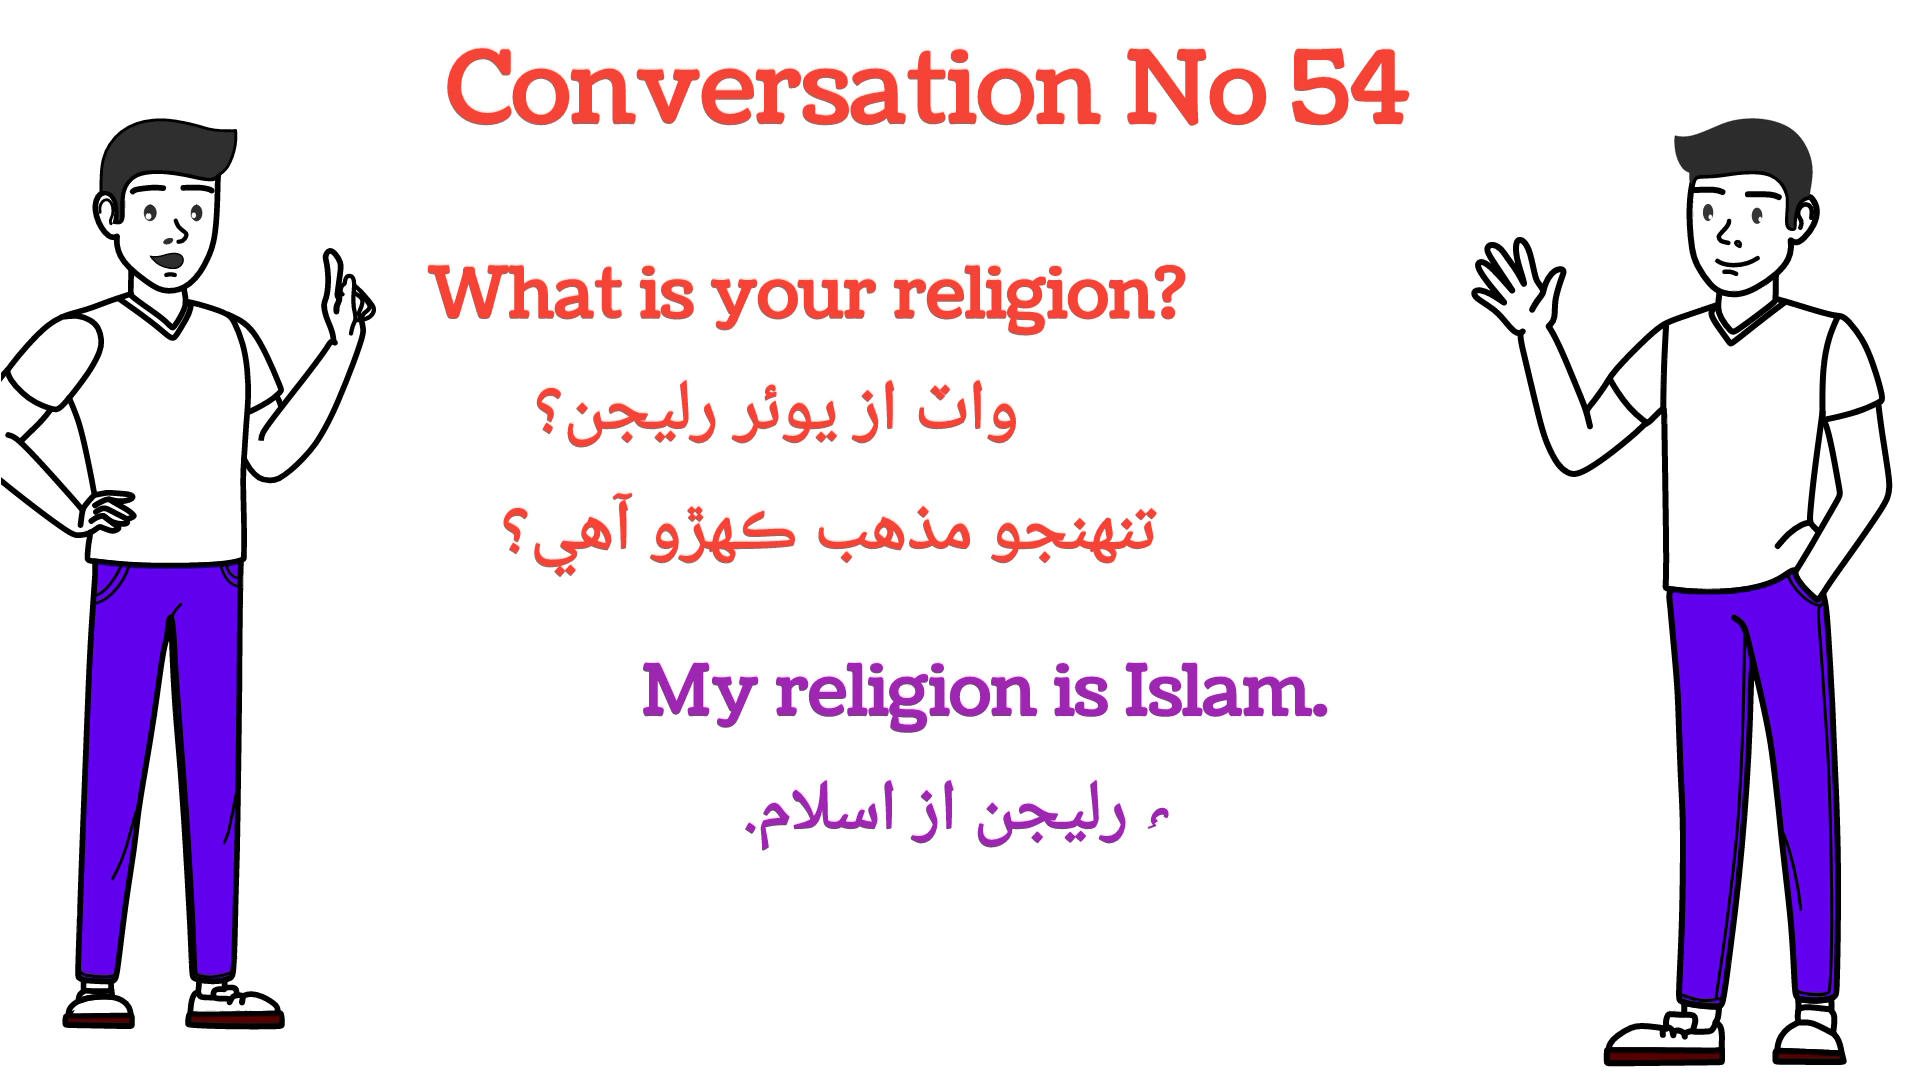 Conversation No 54
What is your religion?
واٽ از يوئر رليجن؟
تنهنجو مذهب ڪهڙو آهي؟
My religion is Islam.
رليجن از اسلام.